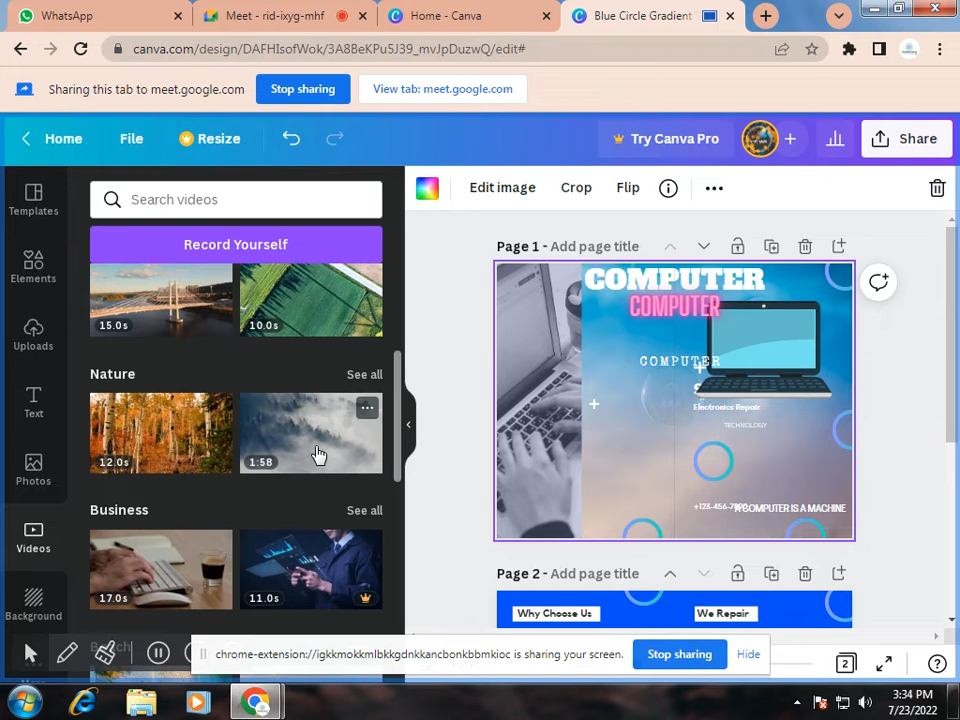 WhatsApp
Meet - rid-ixyg-mhf
Home - Canva
Blue Circle Gradient
canva.com/design/DAFHIsofWok/3A8BeKPu5J39_mvJpDuzwQ/edit#
Sharing this tab to meet.google.com
Stop sharing
View tab: meet.google.com
Home
File
Resize
Try Canva Pro
Share
Templates
Elements
Uploads
Text
Photos
Videos
Background
Search videos
Record Yourself
15.0s
10.0s
Nature
See all
12.0s
1:58
Business
See all
17.0s
11.0s
Edit image
Crop
Flip
Page 1 - Add page title
COMPUTER
COMPUTER
COMPUTER
Electronics Repair
TECHNOLOGY
+123-456-7
A COMPUTER IS A MACHINE
Page 2 - Add page title
Why Choose Us
We Repair
chrome-extension://igkkmokkmlbkkgdnkkancbonkbbmkioc is sharing your screen.
Stop sharing
Hide
2
3:34 PM
7/23/2022